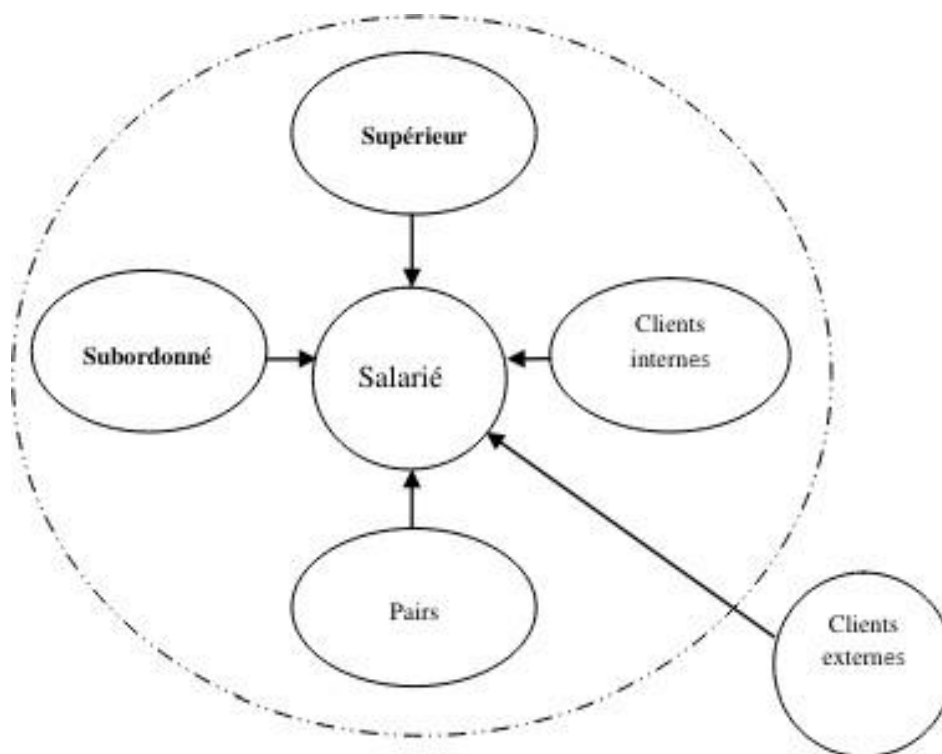 Supérieur
Subordonné
Salarié
Clients
internes
Pairs
Clients
externes